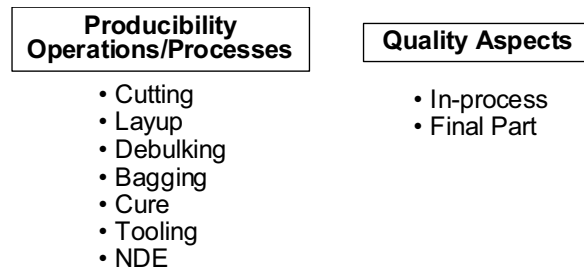 Producibility
Operations/Processes
• Cutting
• Layup
• Debulking
• Bagging
• Cure
• Tooling
• NDE
Quality Aspects
• In-process
• Final Part